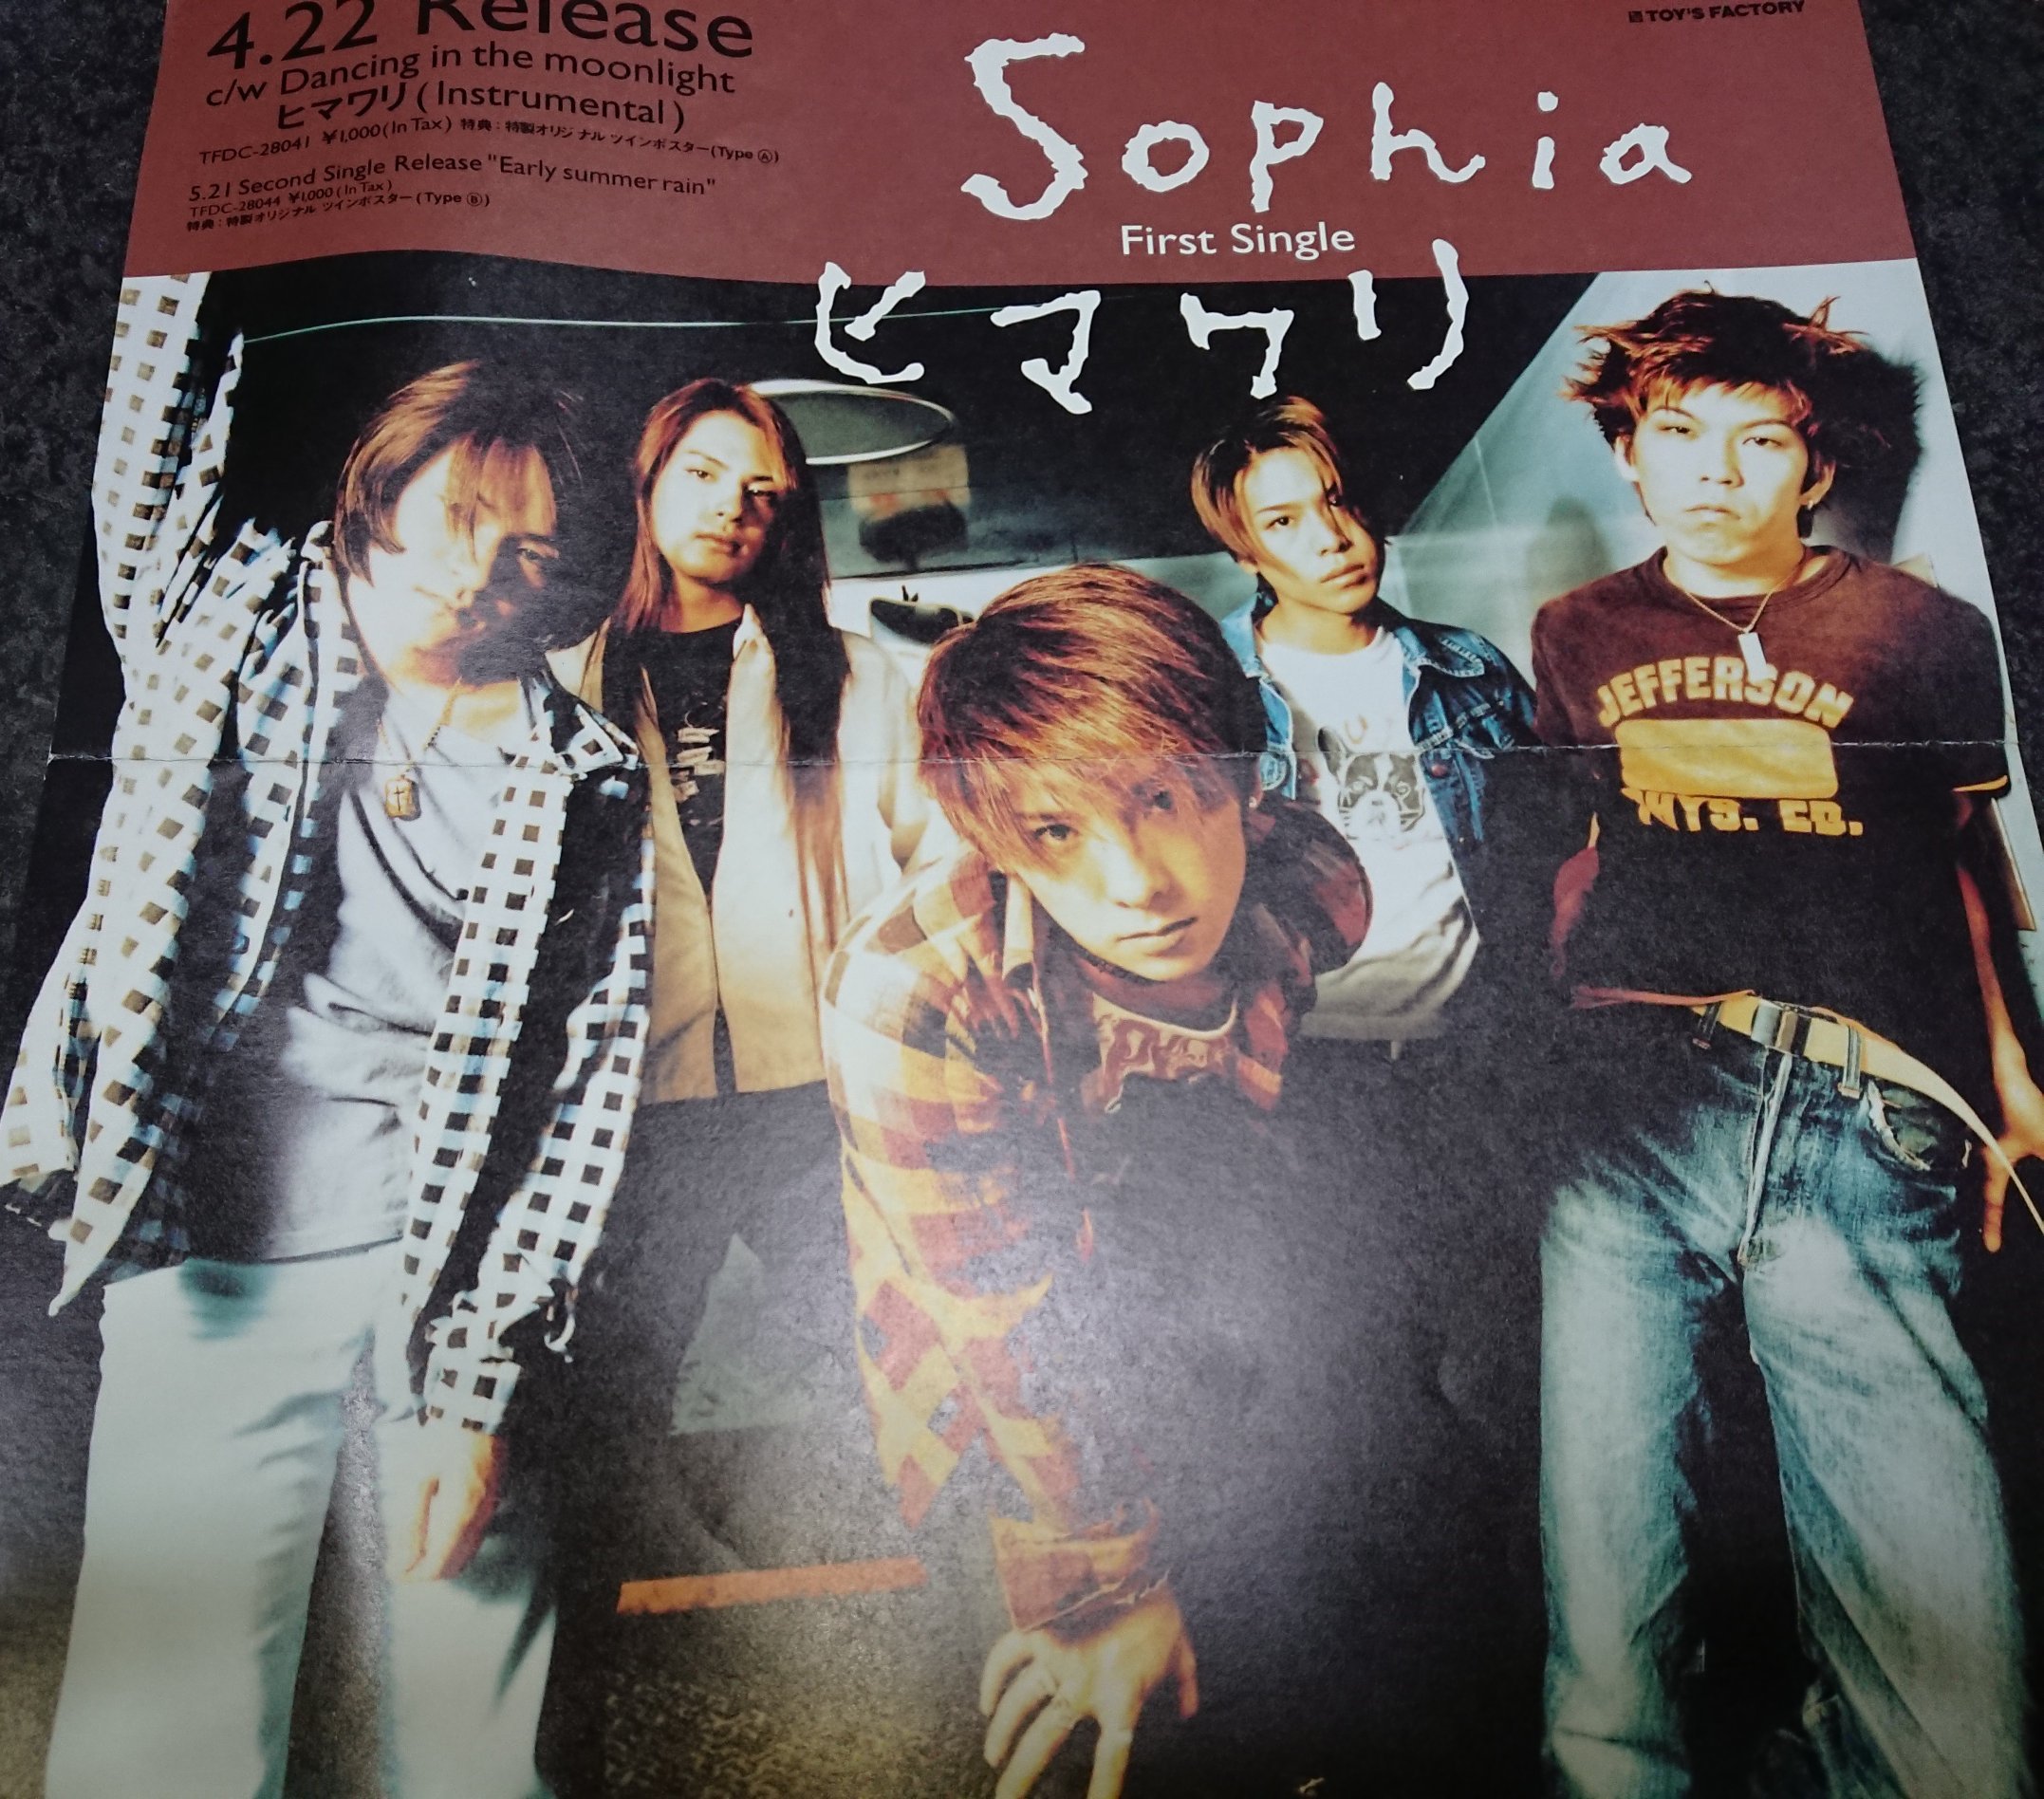 4.22 Release
c/w Dancing in the moonlight
ヒマワリ(Instrumental)
TFDC-28041 ¥1,000(In Tax) 特典：特製オリジナル ツインポスター(Type Ⓐ)
5.21 Second Single Release "Early summer rain"
TFDC-28044 ¥1,000(In Tax)
特典：特製オリジナル ツインポスター(Type Ⓑ)
TOY'S FACTORY
Sophia
First Single
ヒマワリ
JEFFERSON